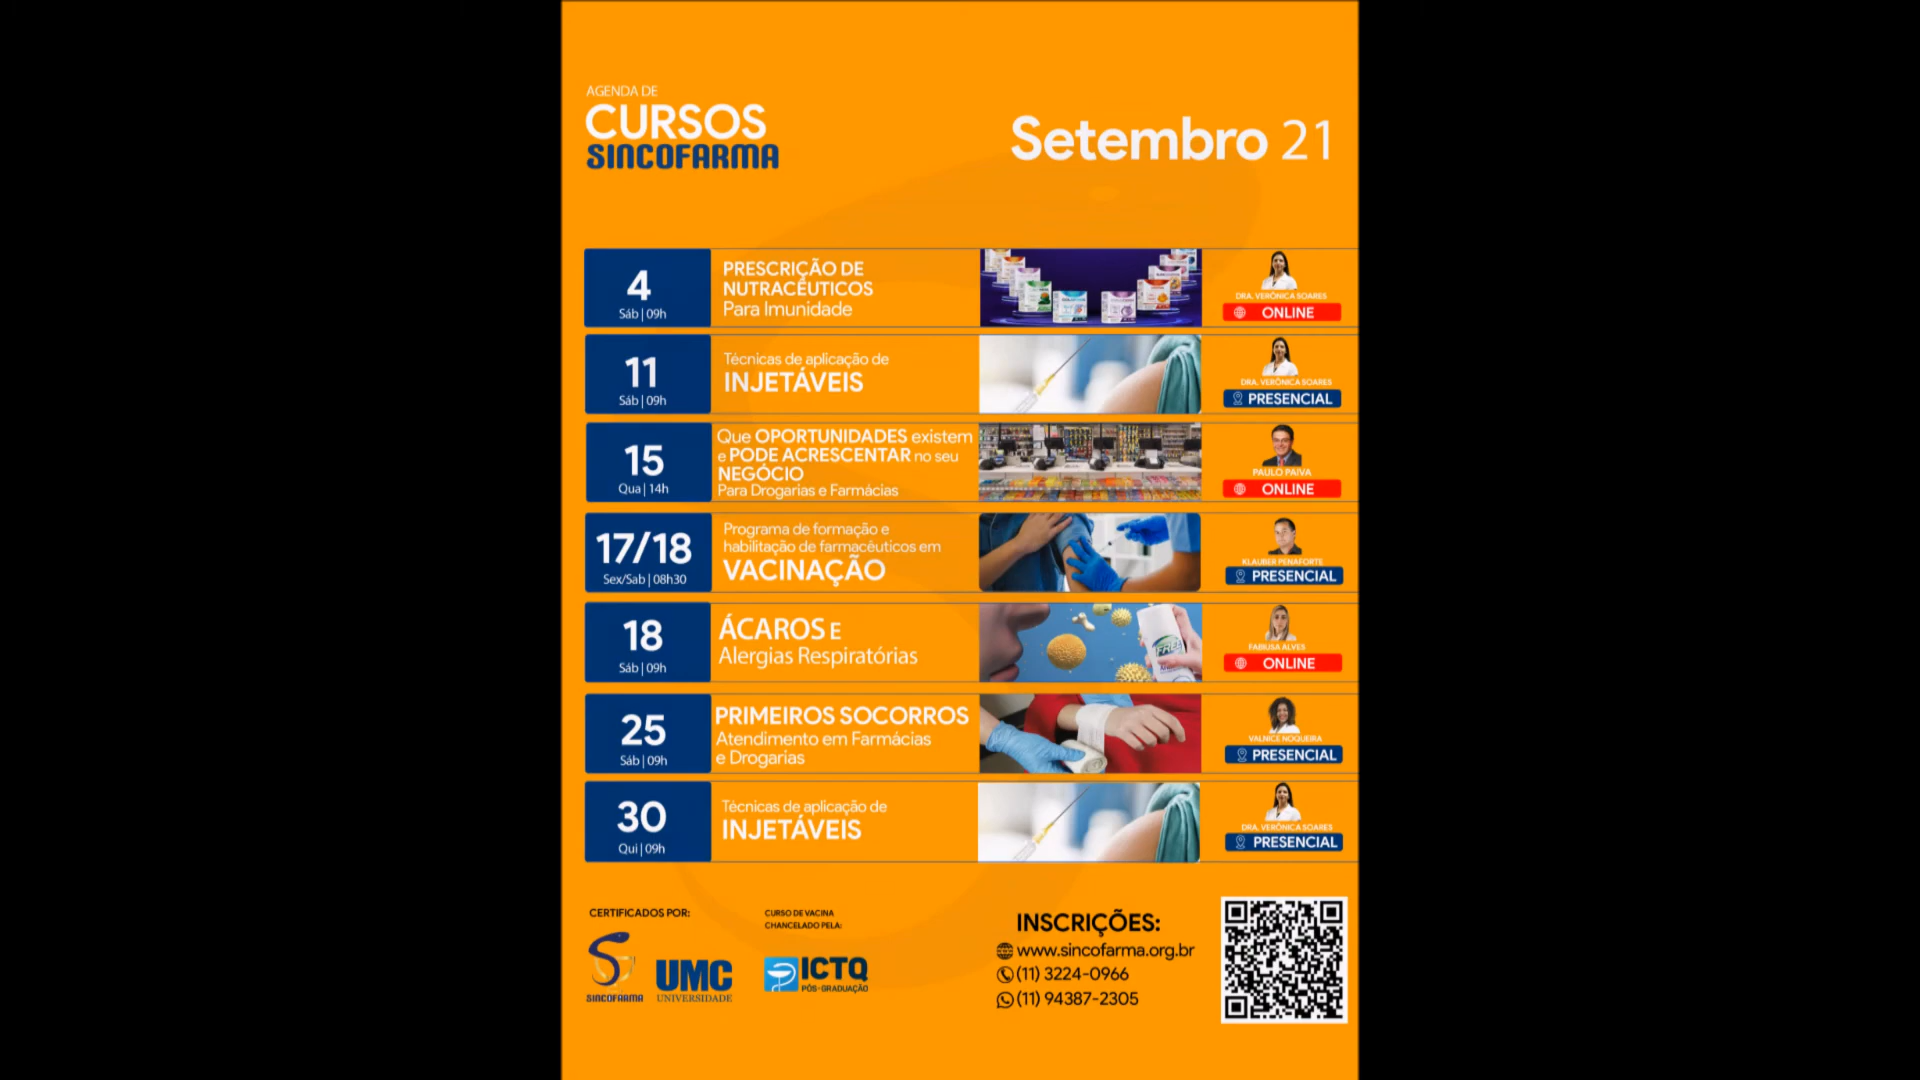 AGENDA DE
CURSOS
SINCOFARMA
Setembro 21
4
Sáb | 09h
PRESCRIÇÃO DE
NUTRACÊUTICOS
Para Imunidade
DRA. VERÔNICA SOARES
ONLINE
11
Sáb | 09h
Técnicas de aplicação de
INJETÁVEIS
DRA. VERÔNICA SOARES
PRESENCIAL
15
Qua | 14h
Que OPORTUNIDADES existem
e PODE ACRESCENTAR no seu
NEGÓCIO
Para Drogarias e Farmácias
PAULO PAIVA
ONLINE
17/18
Sex/Sab | 08h30
Programa de formação e
habilitação de farmacêuticos em
VACINAÇÃO
KLAUBER PENAFORTE
PRESENCIAL
18
Sáb | 09h
ÁCAROS E
Alergias Respiratórias
FREE
FABIUSA ALVES
ONLINE
25
Sáb | 09h
PRIMEIROS SOCORROS
Atendimento em Farmácias
e Drogarias
VALNICE NOGUEIRA
PRESENCIAL
30
Qui | 09h
Técnicas de aplicação de
INJETÁVEIS
DRA. VERÔNICA SOARES
PRESENCIAL
CERTIFICADOS POR:
SINCOFARMA
UMC
UNIVERSIDADE
CURSO DE VACINA
CHANCELADO PELA:
ICTQ
PÓS-GRADUAÇÃO
INSCRIÇÕES:
www.sincofarma.org.br
(11) 3224-0966
(11) 94387-2305